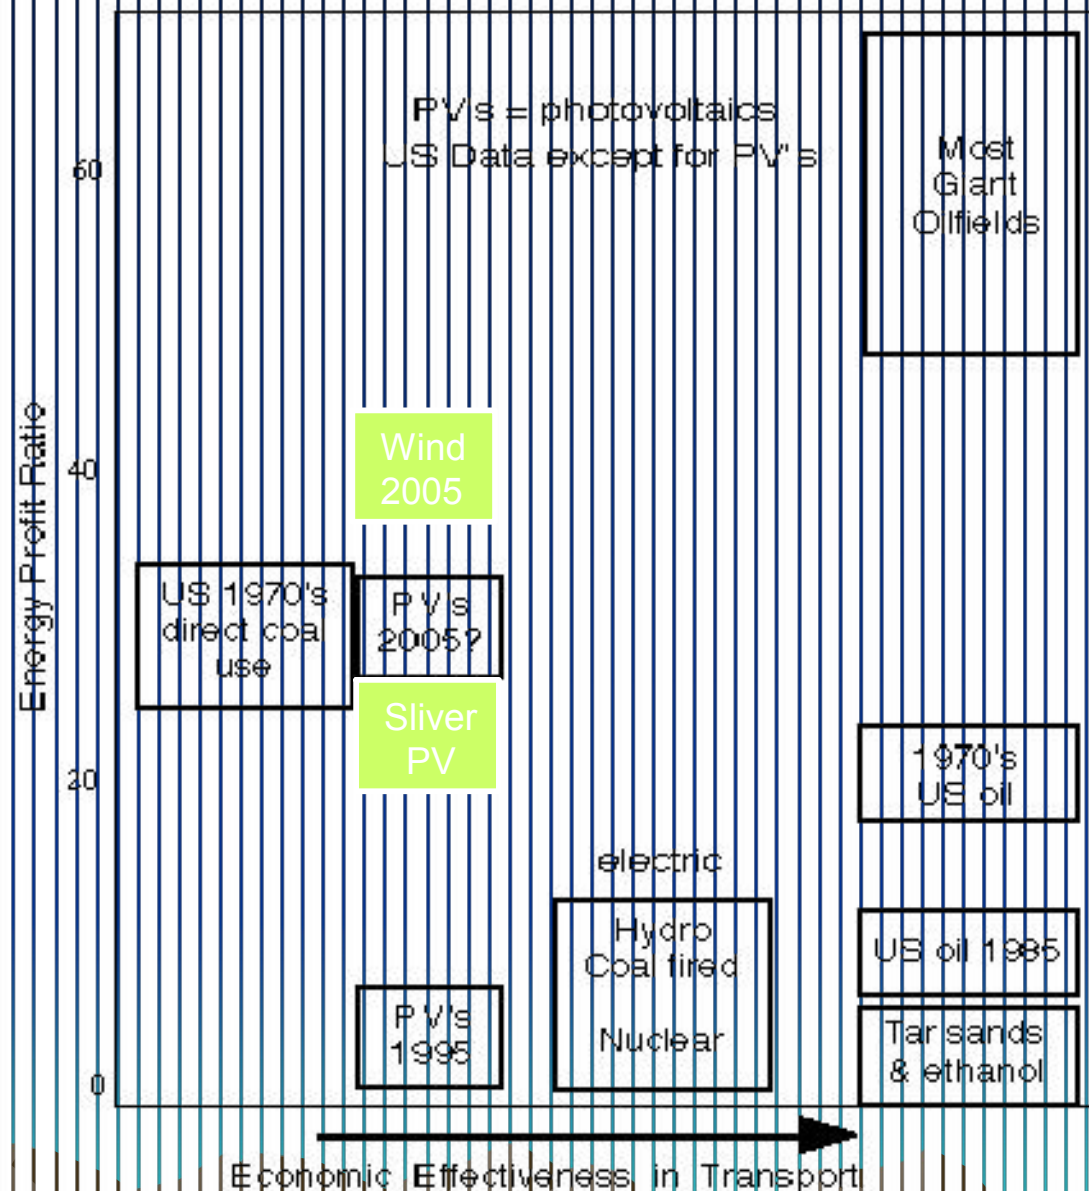 PV's = photovoltaics
US Data except for PV's
Most
Giant
Oilfields
60
Wind
2005
40
Energy Profit Ratio
US 1970's
direct coal
use
PV's
2005?
Sliver
PV
1970's
US oil
20
electric
Hydro
Coal fired
Nuclear
US oil 1985
PV's
1995
Tar sands
& ethanol
0
Economic Effectiveness in Transport